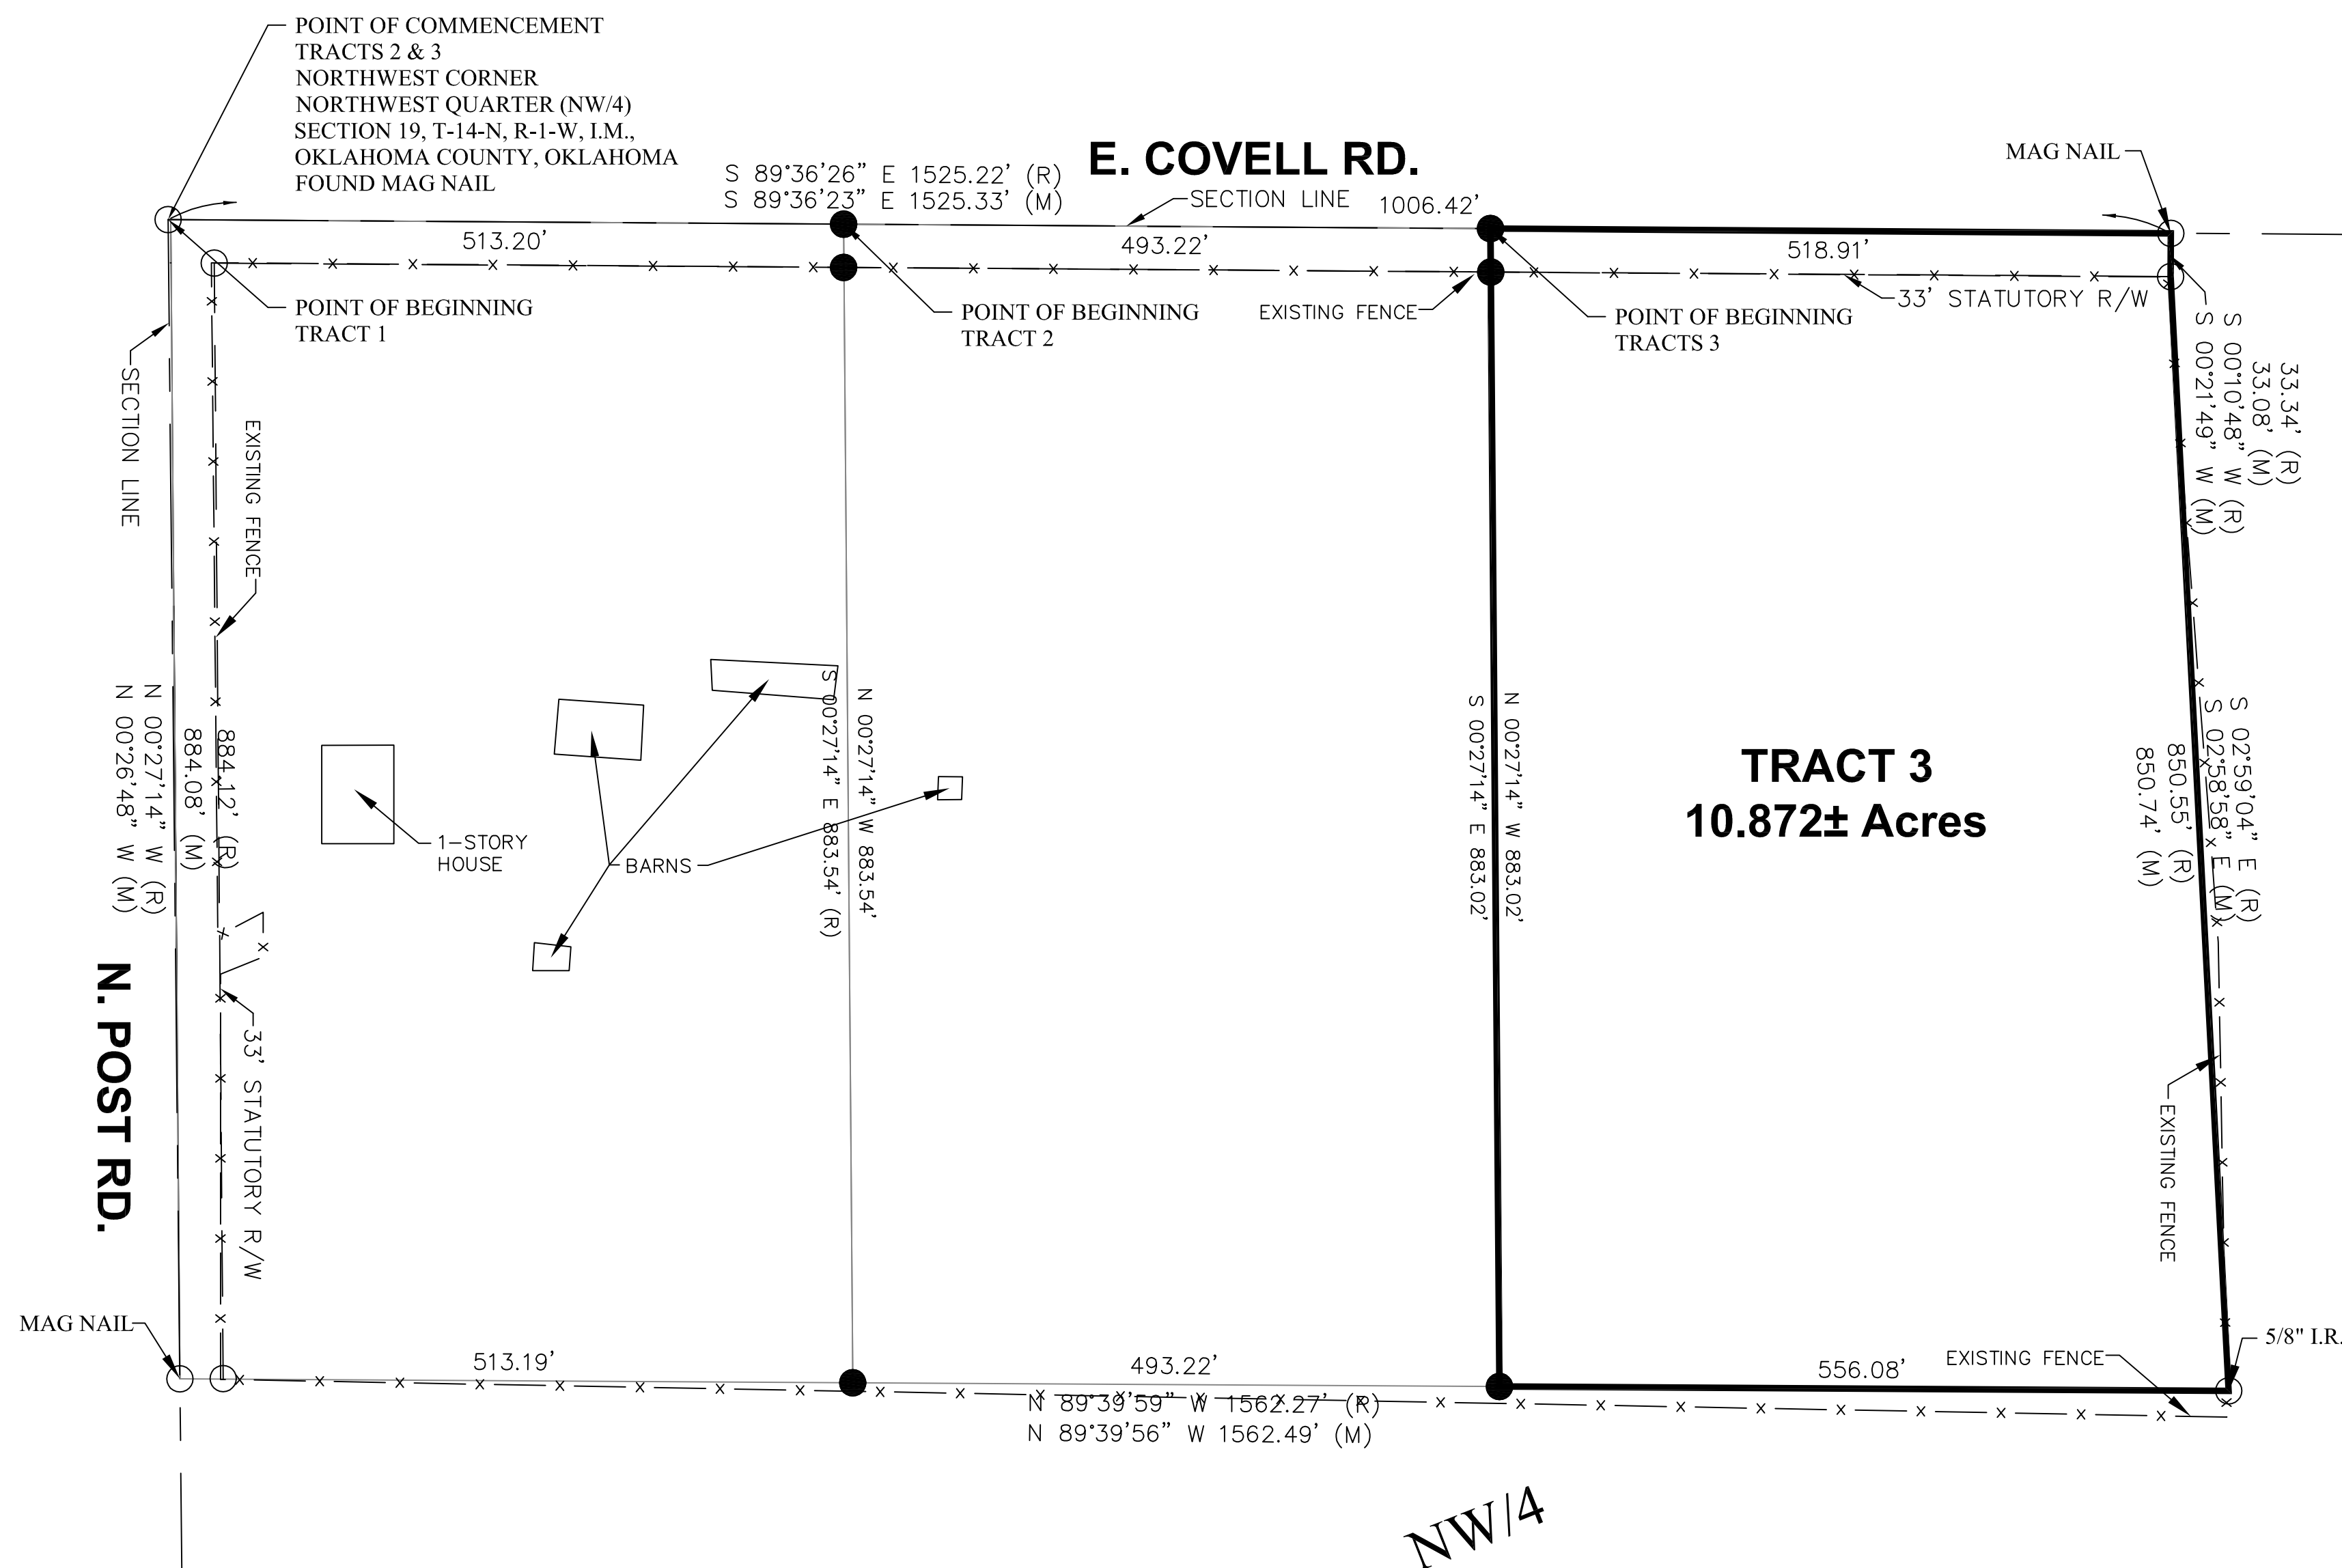 POINT OF COMMENCEMENT
TRACTS 2 & 3
NORTHWEST CORNER
NORTHWEST QUARTER (NW/4)
SECTION 19, T-14-N, R-1-W, I.M.,
OKLAHOMA COUNTY, OKLAHOMA
FOUND MAG NAIL
E. COVELL RD.
S 89°36'26" E 1525.22' (R)
S 89°36'23" E 1525.33' (M)
SECTION LINE
1006.42'
MAG NAIL
513.20'
493.22'
518.91'
POINT OF BEGINNING
TRACT 1
POINT OF BEGINNING
TRACT 2
EXISTING FENCE
POINT OF BEGINNING
TRACTS 3
33' STATUTORY R/W
33.34' (R)
33.08' (M)
S 00°10'48" W (R)
S 00°21'49" W (M)
SECTION LINE
EXISTING FENCE
N 00°27'14" W (R)
N 00°26'48" W (M)
884.12' (R)
884.08' (M)
1-STORY
HOUSE
BARNS
S 00°27'14" E 883.54' (R)
N 00°27'14" W 883.54'
S 00°27'14" E 883.02'
N 00°27'14" W 883.02'
TRACT 3
10.872± Acres
S 02°59'04" E (R)
S 02°58'58" E (M)
850.55' (R)
850.74' (M)
N. POST RD.
33' STATUTORY R/W
EXISTING FENCE
MAG NAIL
513.19'
493.22'
556.08'
EXISTING FENCE
5/8" I.R.
N 89°39'59" W 1562.27' (R)
N 89°39'56" W 1562.49' (M)
NW/4